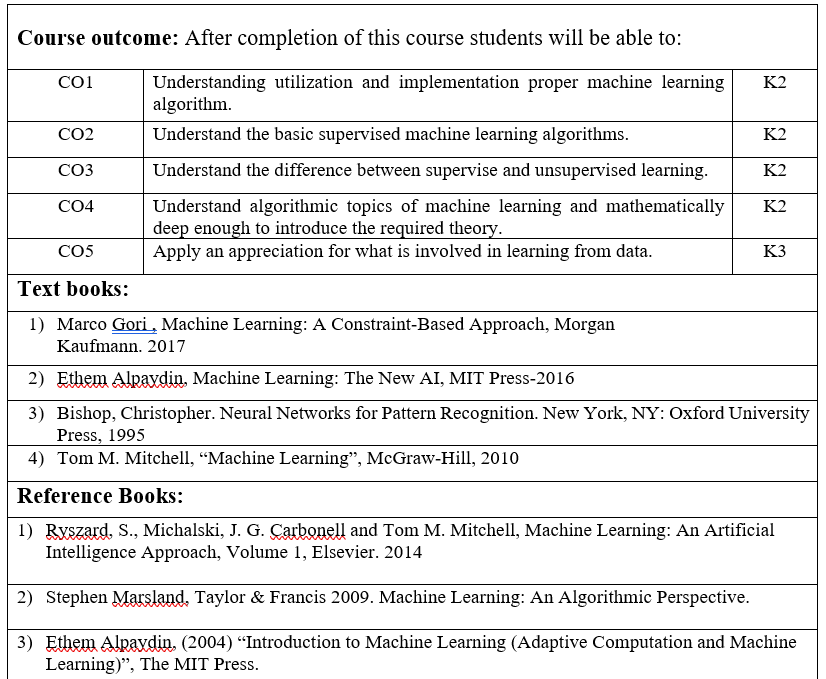 Course outcome: After completion of this course students will be able to:
CO1 Understanding utilization and implementation proper machine learning K2
algorithm.
CO2 Understand the basic supervised machine learning algorithms. K2
CO3 Understand the difference between supervise and unsupervised learning. K2
CO4 Understand algorithmic topics of machine learning and mathematically K2
deep enough to introduce the required theory.
CO5 Apply an appreciation for what is involved in learning from data. K3
Text books:
1) Marco Gori , Machine Learning: A Constraint-Based Approach, Morgan
Kaufmann. 2017
2) Ethem Alpaydin, Machine Learning: The New AI, MIT Press-2016
3) Bishop, Christopher. Neural Networks for Pattern Recognition. New York, NY: Oxford University
Press, 1995
4) Tom M. Mitchell, “Machine Learning”, McGraw-Hill, 2010
Reference Books:
1) Ryszard, S., Michalski, J. G. Carbonell and Tom M. Mitchell, Machine Learning: An Artificial
Intelligence Approach, Volume 1, Elsevier. 2014
2) Stephen Marsland, Taylor & Francis 2009. Machine Learning: An Algorithmic Perspective.
3) Ethem Alpaydin, (2004) “Introduction to Machine Learning (Adaptive Computation and Machine
Learning)”, The MIT Press.